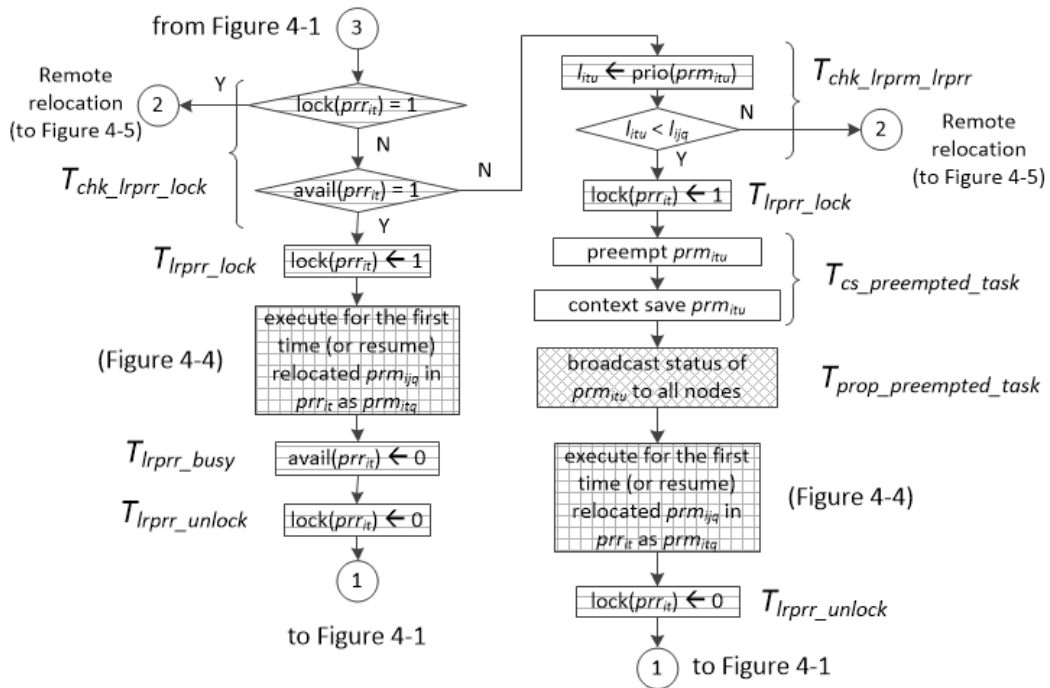 from Figure 4-1
3
Remote
relocation
(to Figure 4-5)
2
Y
lock(prr_it) = 1
N
T_chk_lrprr_lock
avail(prr_it) = 1
N
Y
T_lrprr_lock
lock(prr_it) ← 1
(Figure 4-4)
execute for the first
time (or resume)
relocated prm_ijq in
prr_it as prm_itq
T_lrprr_busy
avail(prr_it) ← 0
T_lrprr_unlock
lock(prr_it) ← 0
1
to Figure 4-1
l_itu ← prio(prm_itu)
T_chk_lrprm_lrprr
l_itu < l_ijq
N
2
Remote
relocation
(to Figure 4-5)
Y
lock(prr_it) ← 1
T_lrprr_lock
preempt prm_itu
context save prm_itu
T_cs_preempted_task
broadcast status of
prm_itu to all nodes
T_prop_preempted_task
execute for the first
time (or resume)
relocated prm_ijq in
prr_it as prm_itq
(Figure 4-4)
lock(prr_it) ← 0
T_lrprr_unlock
1
to Figure 4-1